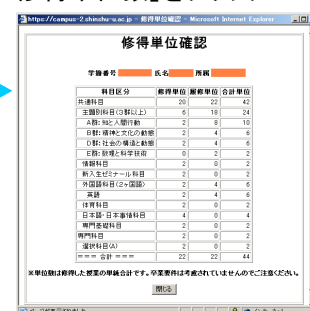 https://campus-2.shinshu-u.ac.jp - 修得単位確認 - Microsoft Internet Explorer
修得単位確認
学籍番号 氏名 所属
科目区分 修得単位 履修単位 合計単位
共通科目 20 22 42
主題別科目(3群以上) 6 18 24
A群:知と人間行動 2 8 10
B群:精神と文化の動態 2 4 6
D群:社会の構造と動態 2 4 6
E群:数理と科学技術 0 2 2
情報科目 2 0 2
新入生ゼミナール科目 2 0 2
外国語科目(2ヶ国語) 2 4 6
英語 2 4 6
体育科目 2 0 2
日本語・日本事情科目 4 0 4
専門基礎科目 2 0 2
専門科目 2 0 2
選択科目(A) 2 0 2
=== 合計 === 22 22 44
※単位数は修得した授業の単純合計です。卒業要件は考慮されていませんのでご注意ください。
閉じる